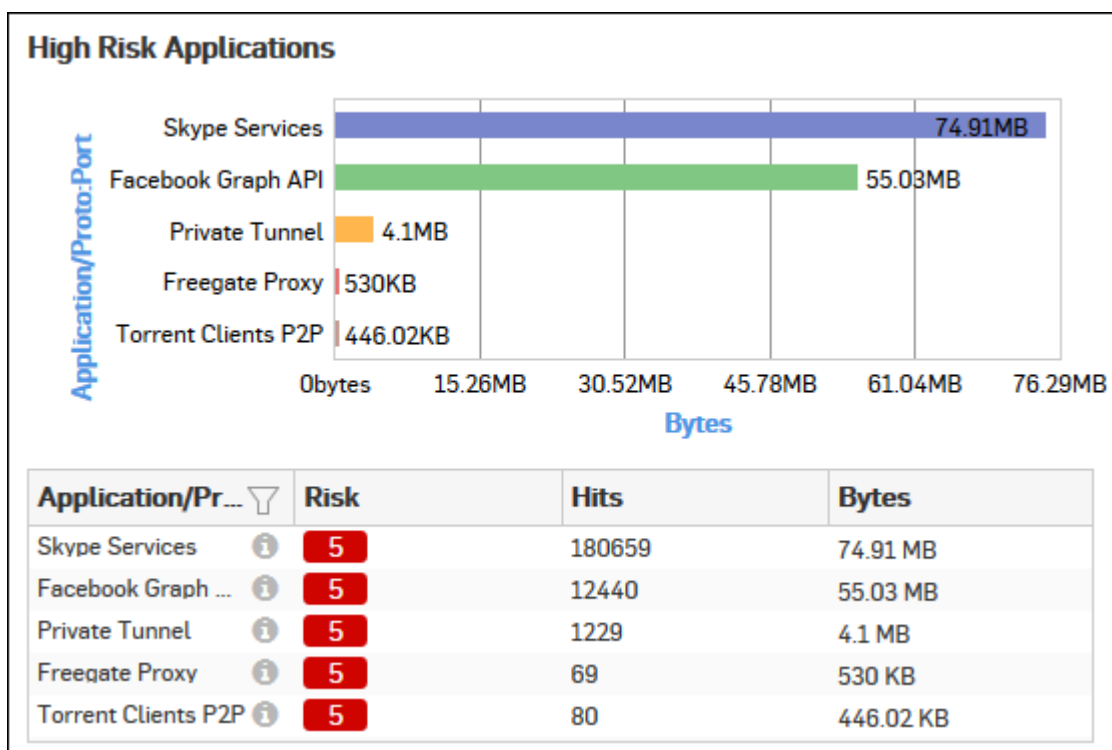 High Risk Applications
Application/Proto:Port
Skype Services 74.91MB
Facebook Graph API 55.03MB
Private Tunnel 4.1MB
Freegate Proxy 530KB
Torrent Clients P2P 446.02KB
0bytes 15.26MB 30.52MB 45.78MB 61.04MB 76.29MB
Bytes
Application/Pr... Risk Hits Bytes
Skype Services 5 180659 74.91 MB
Facebook Graph ... 5 12440 55.03 MB
Private Tunnel 5 1229 4.1 MB
Freegate Proxy 5 69 530 KB
Torrent Clients P2P 5 80 446.02 KB